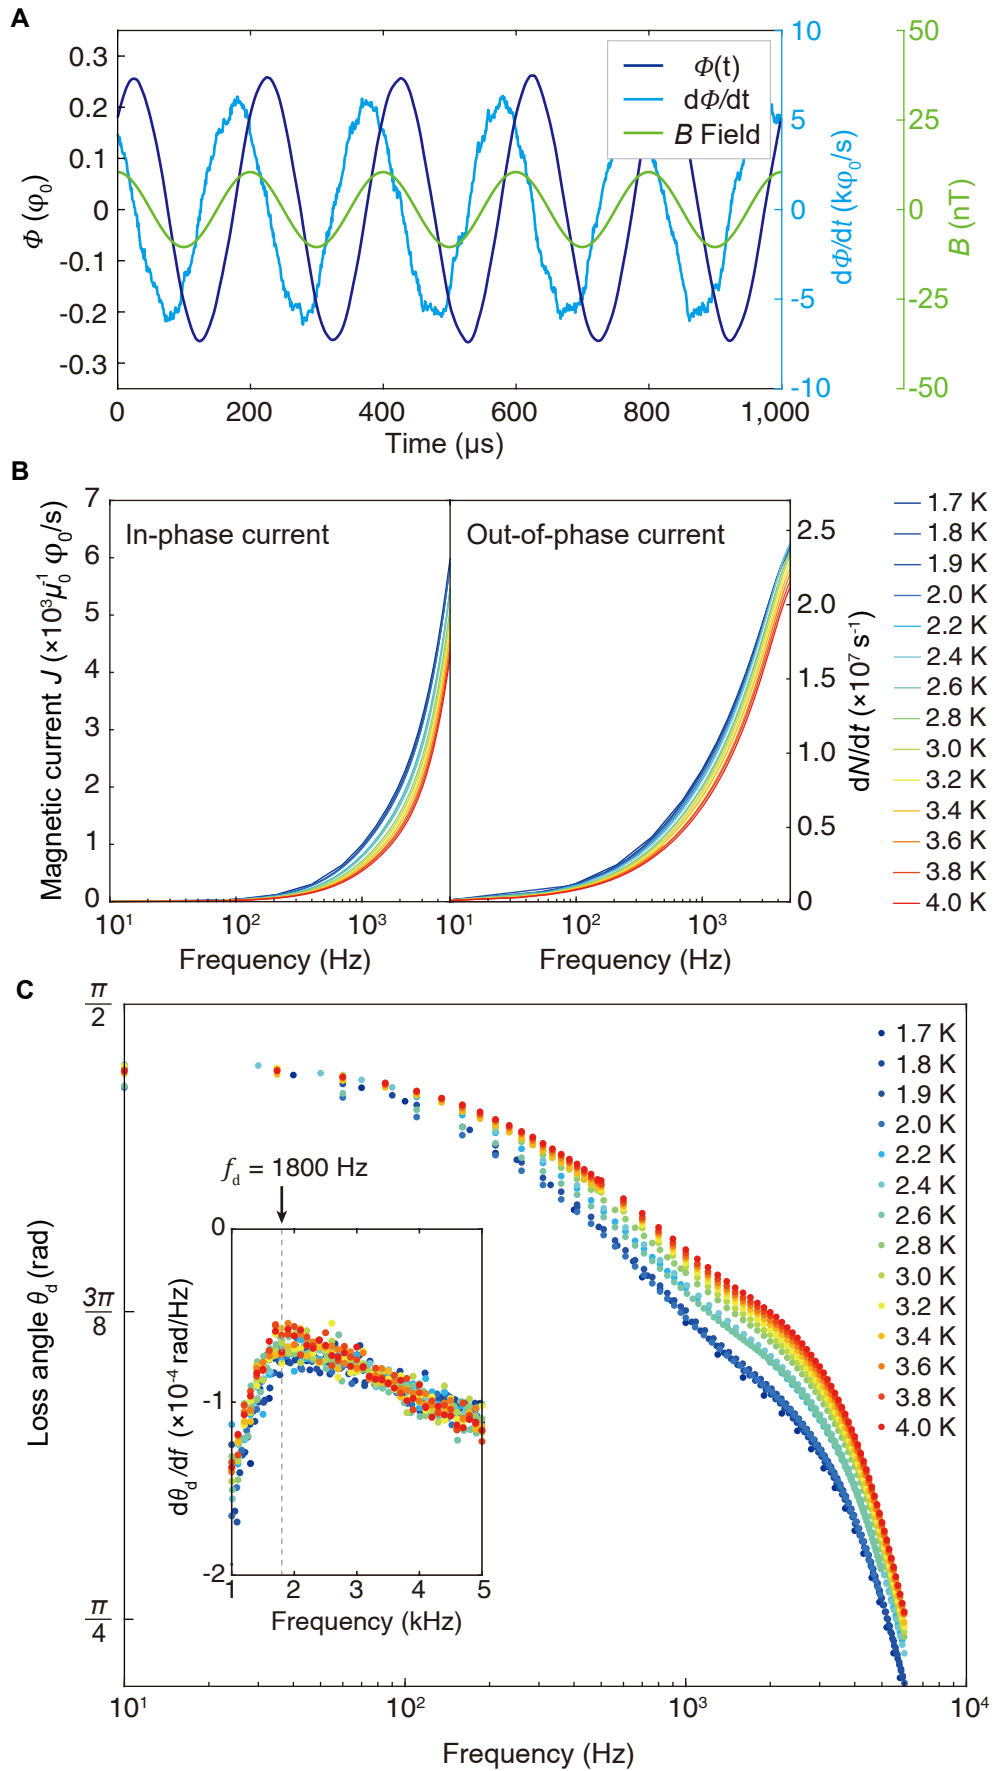 A
0.3
0.2
0.1
0
-0.1
-0.2
-0.3
Φ (φ₀)
Φ(t)
dΦ/dt
B Field
10
5
0
-5
-10
dΦ/dt (kφ₀/s)
50
25
0
-25
-50
B (nT)
0
200
400
600
800
1,000
Time (µs)
B
7
6
5
4
3
2
1
0
Magnetic current J (×10³µ₀⁻¹ φ₀/s)
In-phase current
Out-of-phase current
2.5
2.0
1.5
1.0
0.5
0
dN/dt (×10⁷ s⁻¹)
10¹
10²
10³
10¹
10²
10³
Frequency (Hz)
Frequency (Hz)
1.7 K
1.8 K
1.9 K
2.0 K
2.2 K
2.4 K
2.6 K
2.8 K
3.0 K
3.2 K
3.4 K
3.6 K
3.8 K
4.0 K
C
π/2
3π/8
π/4
Loss angle θ_d (rad)
1.7 K
1.8 K
1.9 K
2.0 K
2.2 K
2.4 K
2.6 K
2.8 K
3.0 K
3.2 K
3.4 K
3.6 K
3.8 K
4.0 K
f_d = 1800 Hz
0
-1
-2
dθ_d/df (×10⁻⁴ rad/Hz)
1
2
3
4
5
Frequency (kHz)
10¹
10²
10³
10⁴
Frequency (Hz)